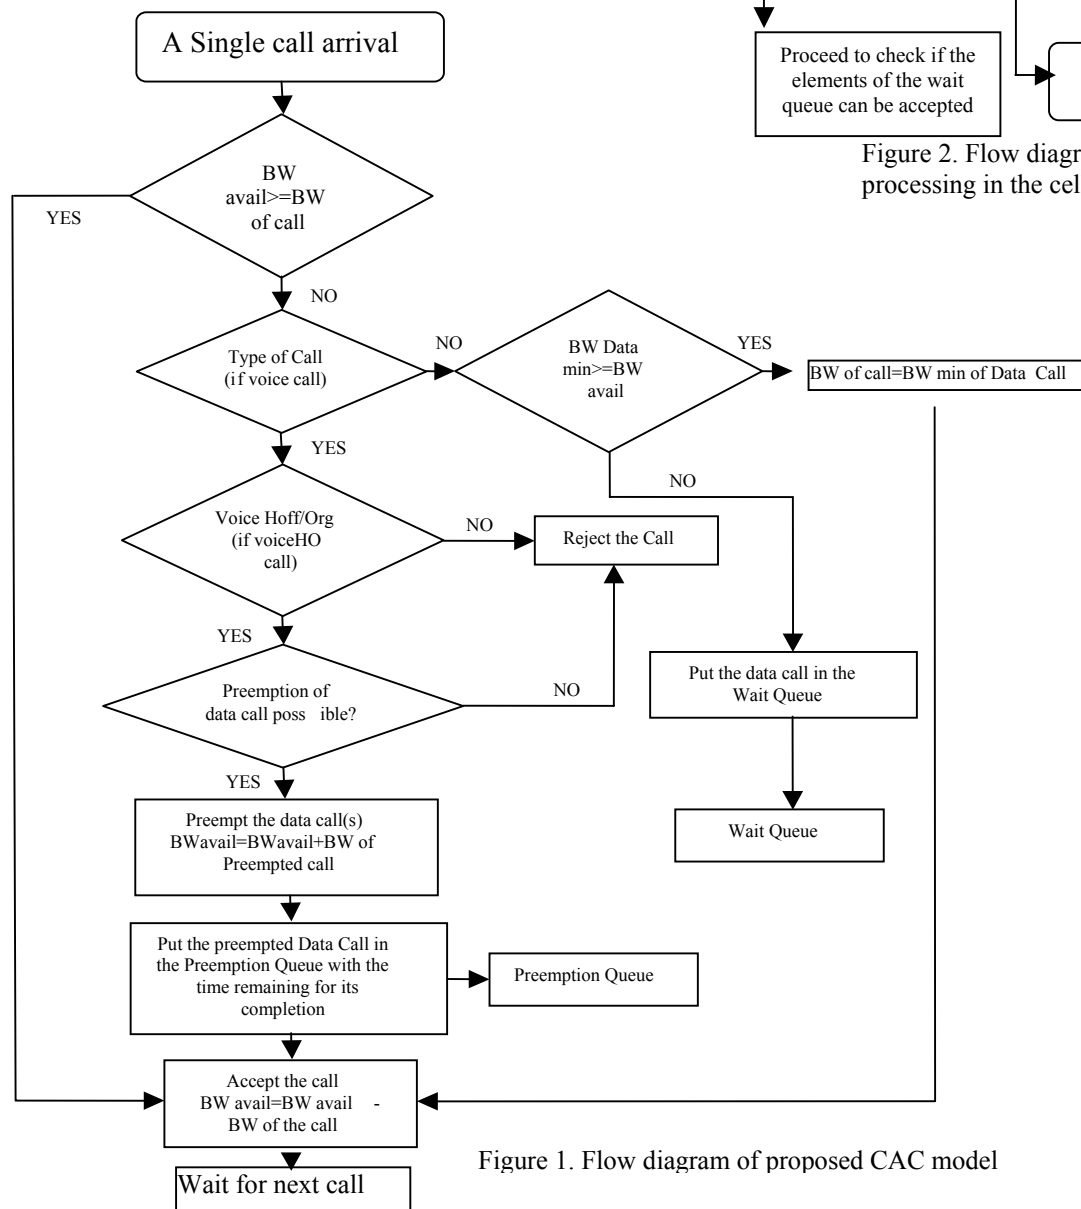 A Single call arrival
BW
avail>=BW
of call
YES
NO
Type of Call
(if voice call)
NO
BW Data
min>=BW
avail
YES
BW of call=BW min of Data Call
YES
NO
Voice Hoff/Org
(if voiceHO
call)
NO
Reject the Call
YES
Preemption of
data call poss ible?
NO
Put the data call in the
Wait Queue
YES
Preempt the data call(s)
BWavail=BWavail+BW of
Preempted call
Wait Queue
Put the preempted Data Call in
the Preemption Queue with the
time remaining for its
completion
Preemption Queue
Accept the call
BW avail=BW avail -
BW of the call
Wait for next call
Figure 1. Flow diagram of proposed CAC model
Proceed to check if the
elements of the wait
queue can be accepted
Figure 2. Flow diagr
processing in the cel